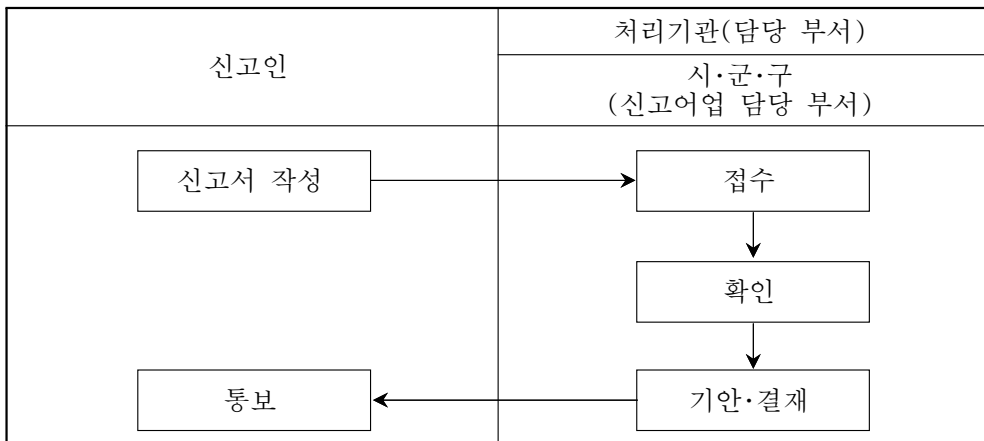 신고인
처리기관(담당 부서)
시·군·구
(신고어업 담당 부서)
신고서 작성
접수
확인
통보
기안·결재